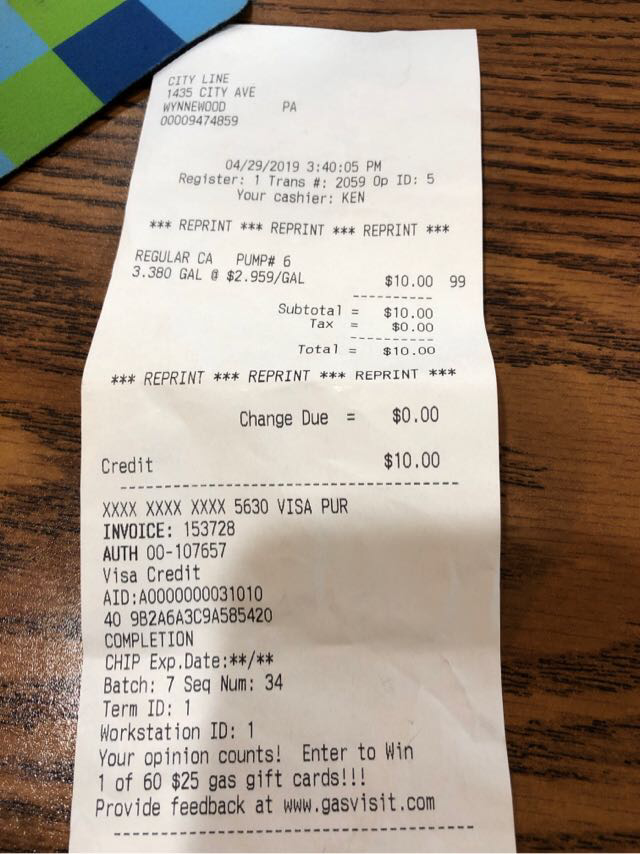 CITY LINE
1435 CITY AVE
WYNNEWOOD PA
00009474859
04/29/2019 3:40:05 PM
Register: 1 Trans #: 2059 Op ID: 5
Your cashier: KEN
*** REPRINT *** REPRINT *** REPRINT ***
REGULAR CA PUMP# 6
3.380 GAL @ $2.959/GAL $10.00 99
Subtotal = $10.00
Tax = $0.00
Total = $10.00
*** REPRINT *** REPRINT *** REPRINT ***
Change Due = $0.00
Credit $10.00
XXXX XXXX XXXX 5630 VISA PUR
INVOICE: 153728
AUTH 00-107657
Visa Credit
AID:A0000000031010
40 9B2A6A3C9A585420
COMPLETION
CHIP Exp.Date:**/**
Batch: 7 Seq Num: 34
Term ID: 1
Workstation ID: 1
Your opinion counts! Enter to Win
1 of 60 $25 gas gift cards!!!
Provide feedback at www.gasvisit.com